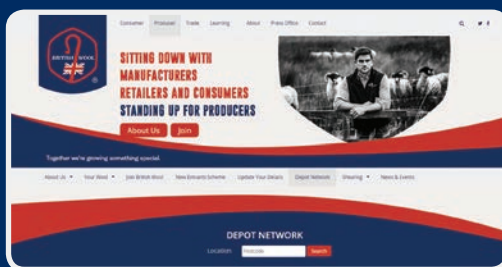 Consumer Producer Trade Learning About Press Office Contact
BRITISH WOOL
®
SITTING DOWN WITH
MANUFACTURERS
RETAILERS AND CONSUMERS
STANDING UP FOR PRODUCERS
About Us Join
Together we're growing something special
About Us Your Wool Join British Wool New Entrants Scheme Update Your Details Depot Network Shearing News & Events
DEPOT NETWORK
Location Postcode Search